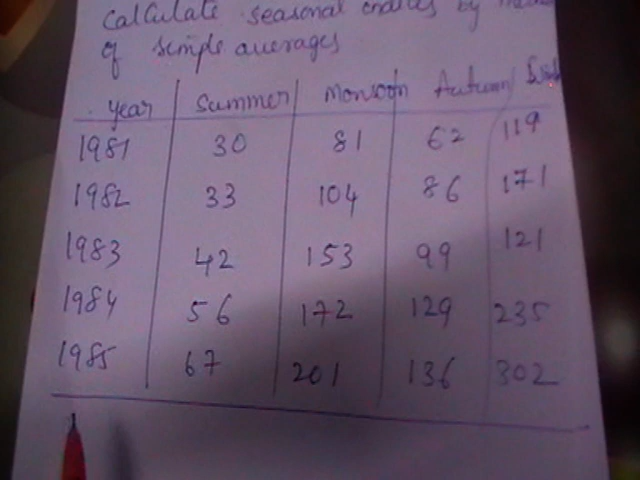 Calculate seasonal indices by
of simple averages
year Summer Monsoon Autumn
1981 30 81 62 119
1982 33 104 86 171
1983 42 153 99 121
1984 56 172 129 235
1985 67 201 136 302